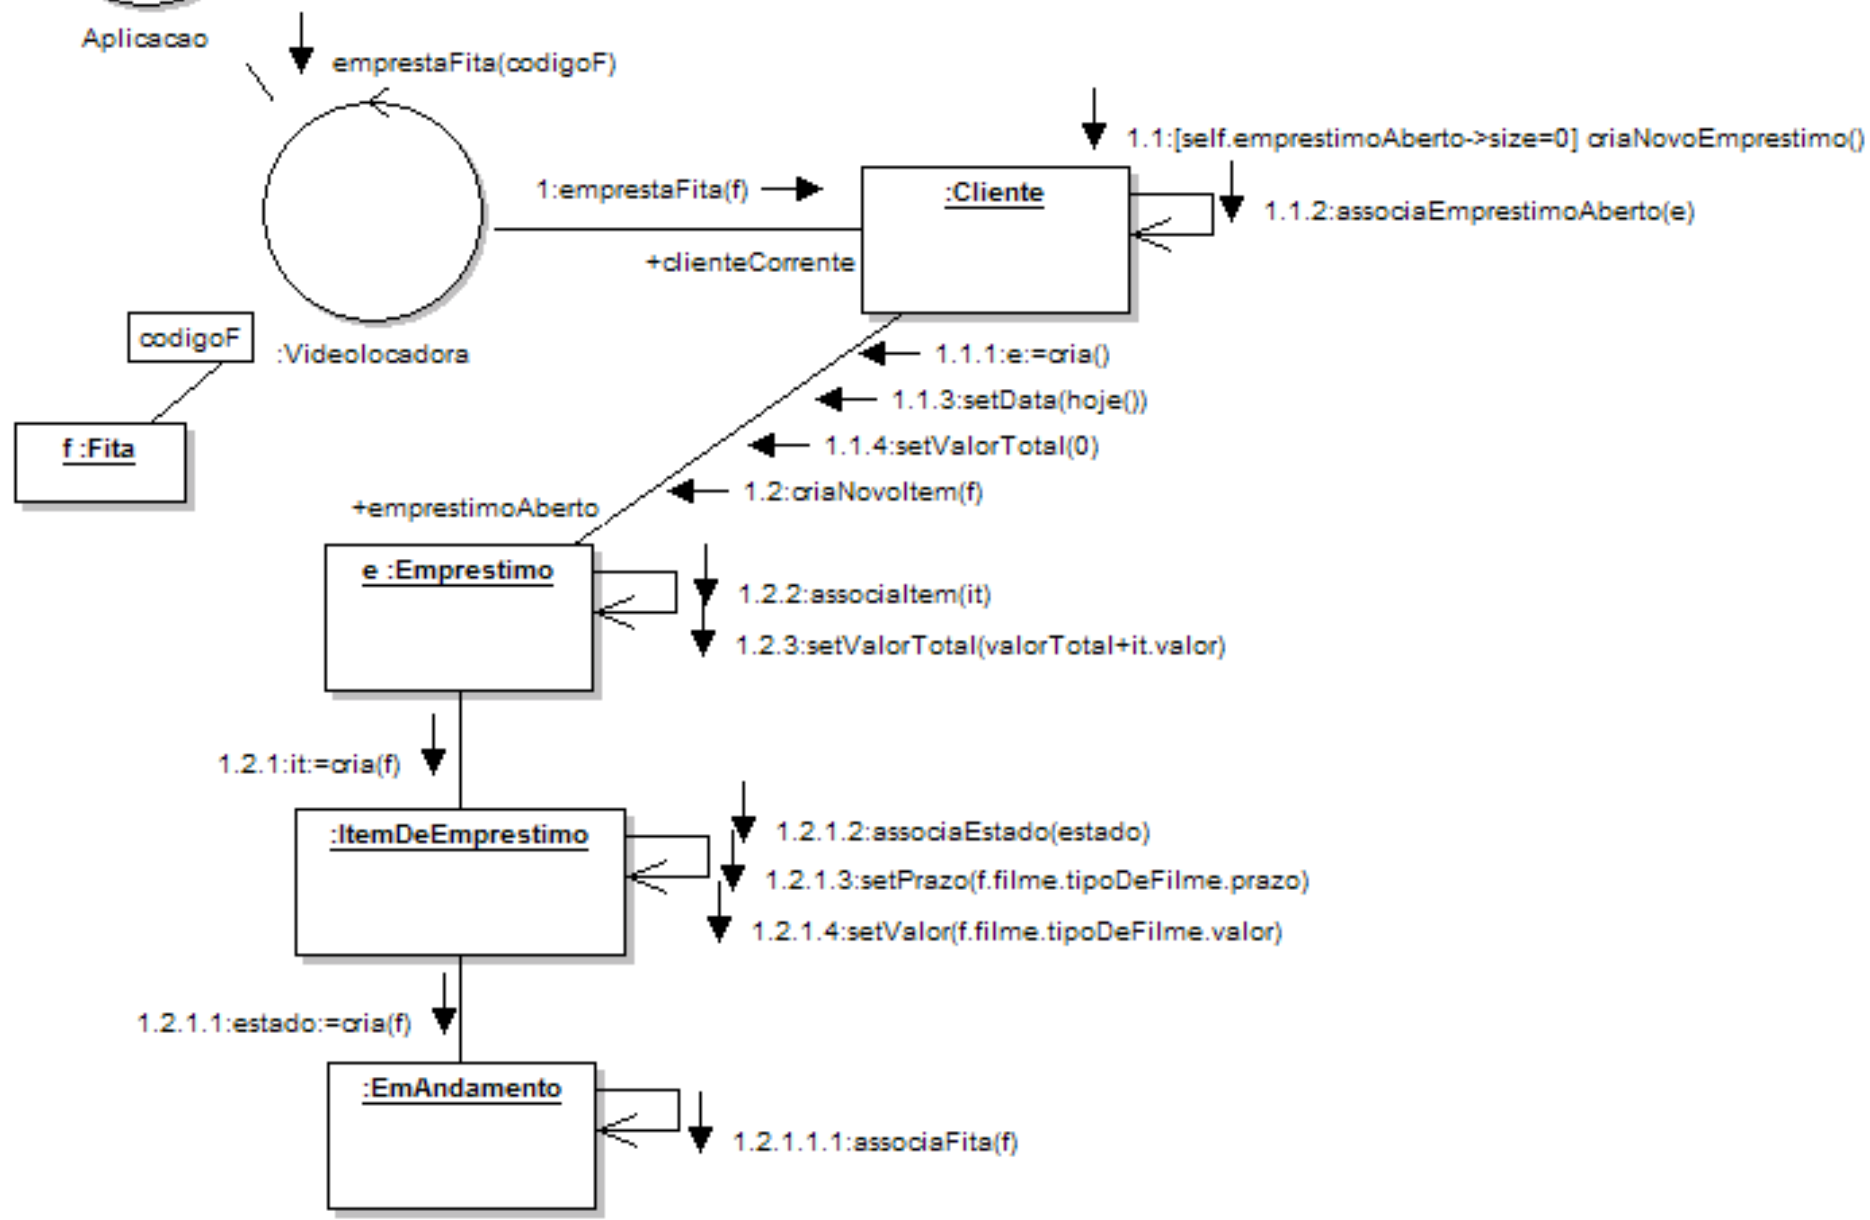 Aplicacao
emprestaFita(codigoF)
1.1:[self.emprestimoAberto->size=0] criaNovoEmprestimo()
1:emprestaFita(f)
:Cliente
1.1.2:associaEmprestimoAberto(e)
+clienteCorrente
codigoF
:Videolocadora
1.1.1:e:=cria()
1.1.3:setData(hoje())
f :Fita
1.1.4:setValorTotal(0)
1.2:criaNovoItem(f)
+emprestimoAberto
e :Emprestimo
1.2.2:associaItem(it)
1.2.3:setValorTotal(valorTotal+it.valor)
1.2.1:it:=cria(f)
:ItemDeEmprestimo
1.2.1.2:associaEstado(estado)
1.2.1.3:setPrazo(f.filme.tipoDeFilme.prazo)
1.2.1.4:setValor(f.filme.tipoDeFilme.valor)
1.2.1.1:estado:=cria(f)
:EmAndamento
1.2.1.1.1:associaFita(f)